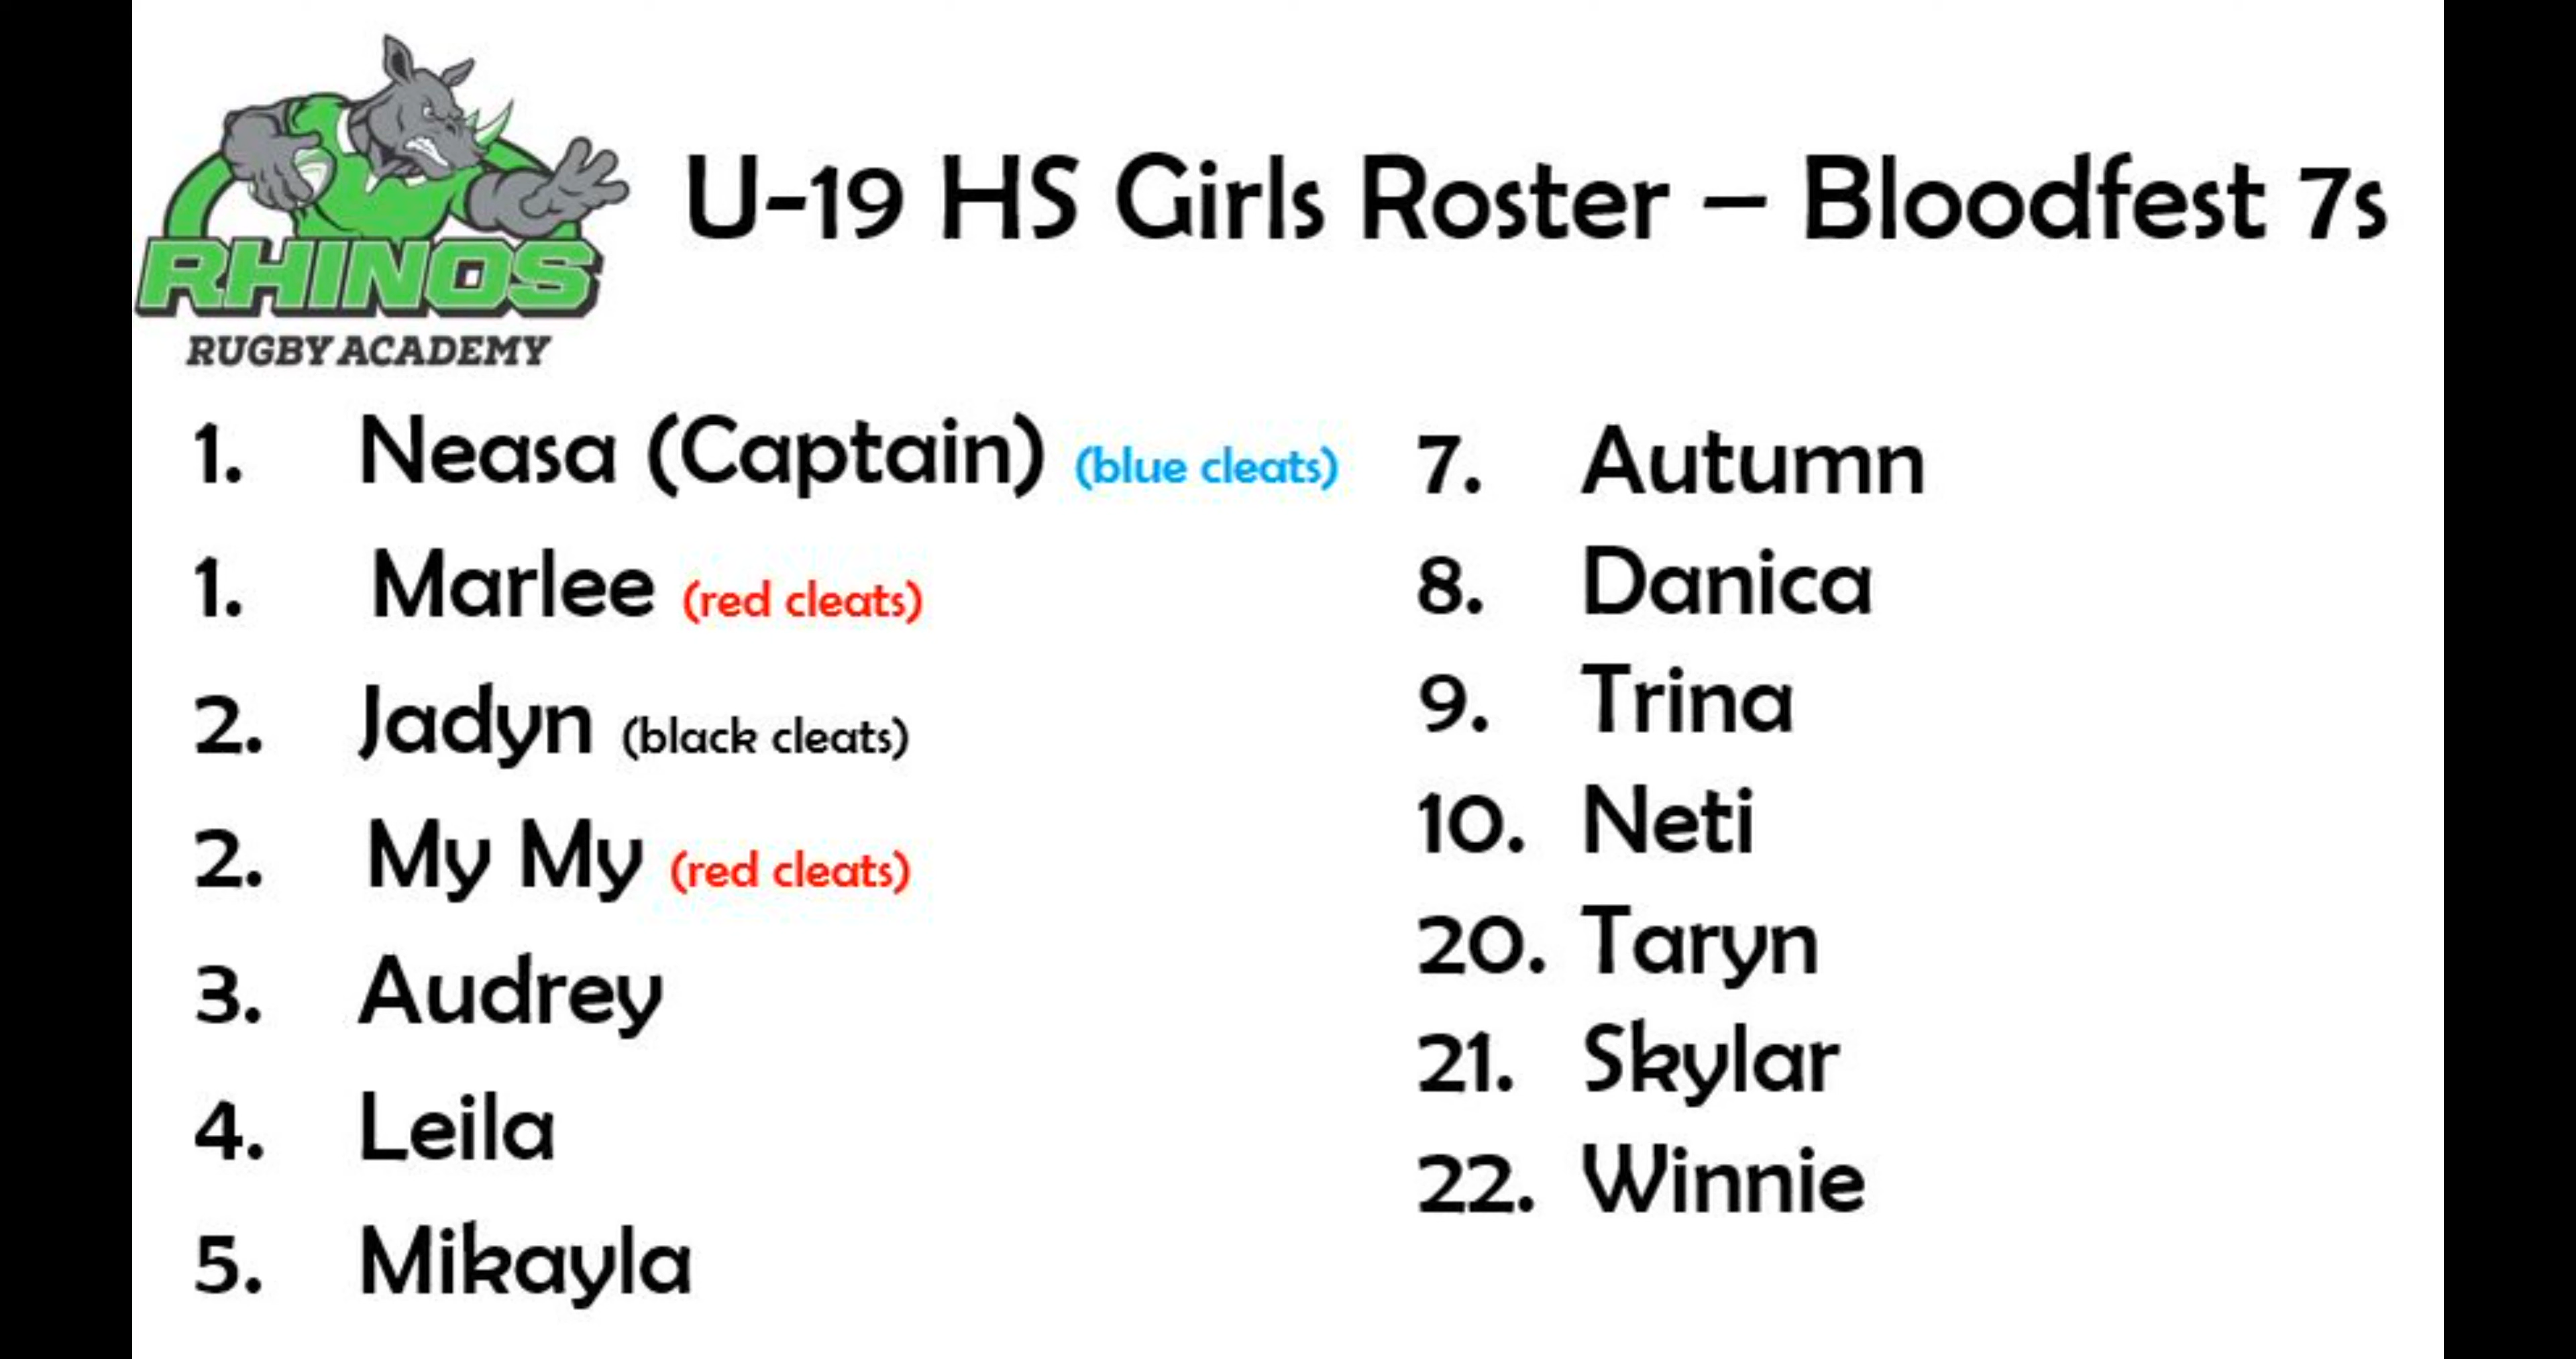 RHINOS
RUGBY ACADEMY
U-19 HS Girls Roster – Bloodfest 7s
1. Neasa (Captain) (blue cleats)
1. Marlee (red cleats)
2. Jadyn (black cleats)
2. My My (red cleats)
3. Audrey
4. Leila
5. Mikayla
7. Autumn
8. Danica
9. Trina
10. Neti
20. Taryn
21. Skylar
22. Winnie